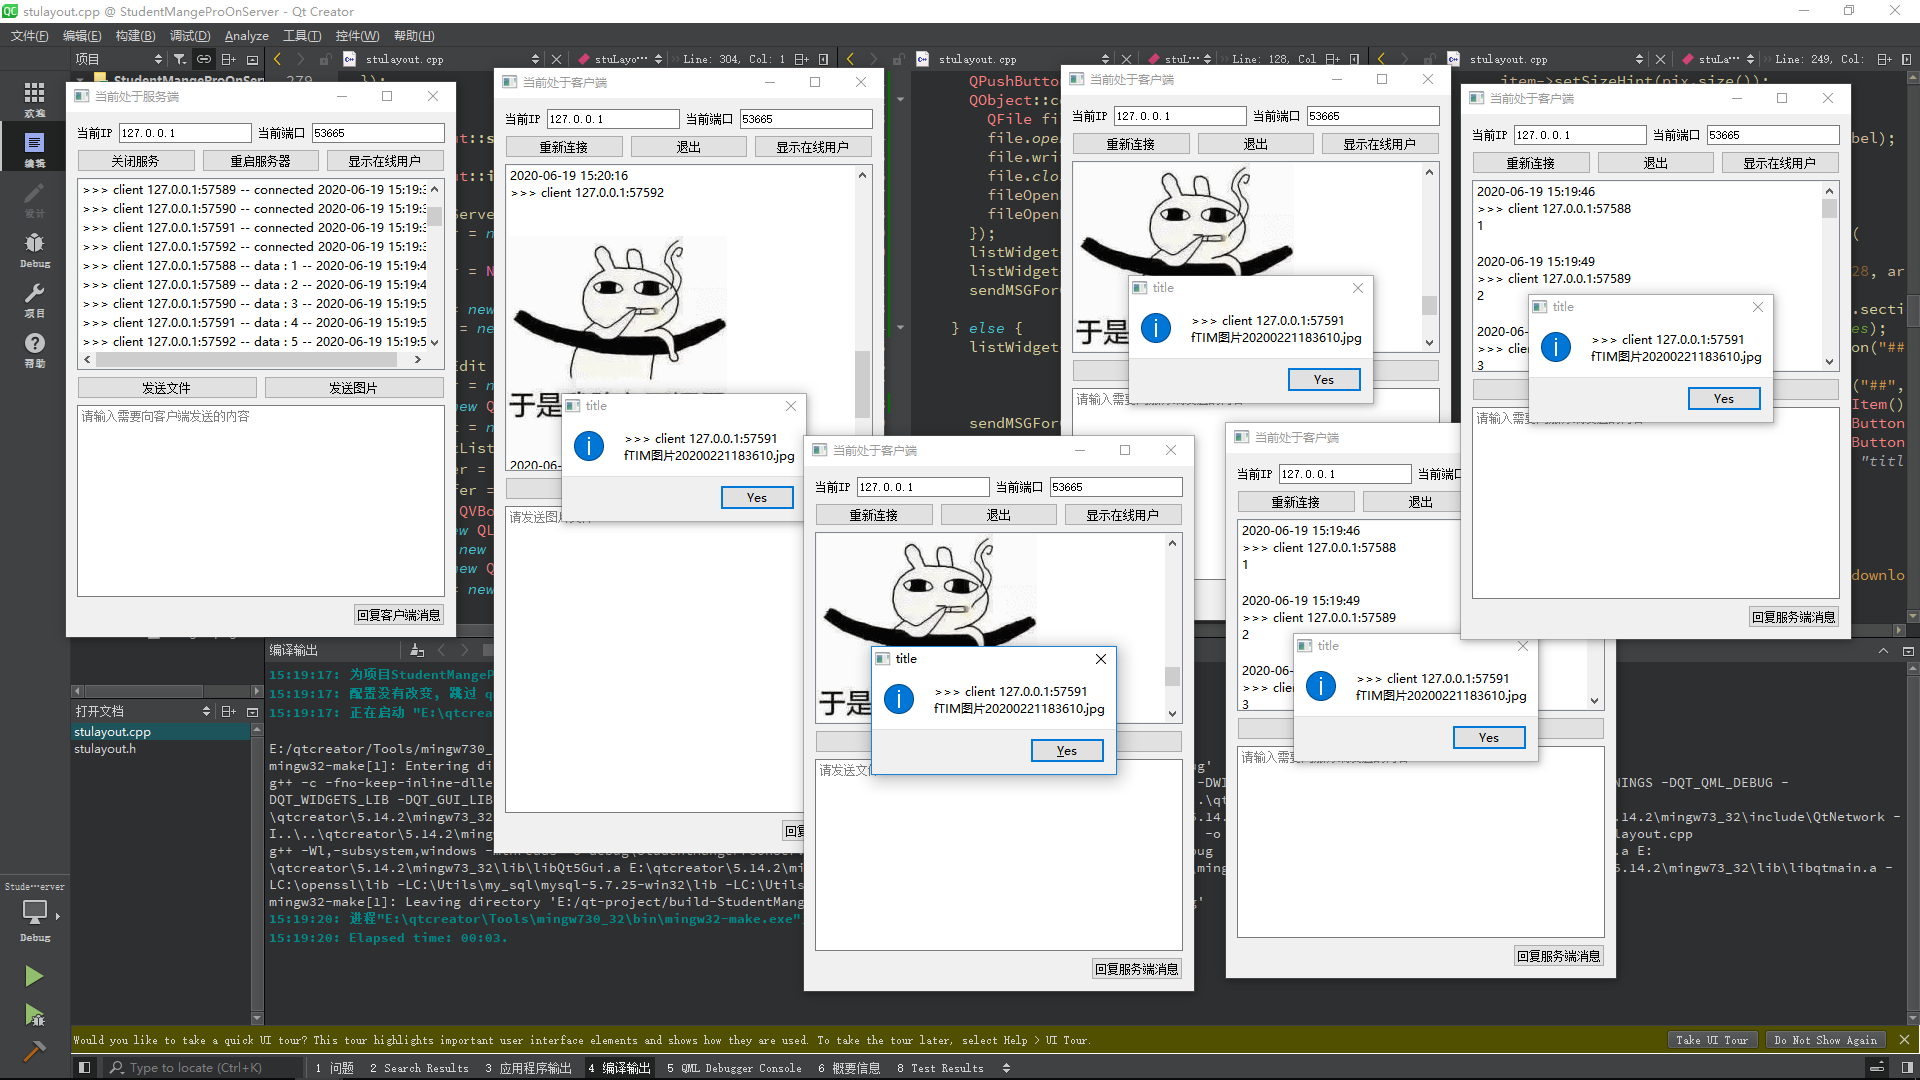 stulayout.cpp @ StudentMangeProOnServer - Qt Creator
文件(F) 编辑(E) 构建(B) 调试(D) Analyze 工具(T) 控件(W) 帮助(H)
项目
stulayout.cpp
stuLayo··· Line: 304, Col: 1
stulayout.cpp
stuL··· Line: 128, Col
stulayout.cpp
stuLa··· Line: 249, Col:
欢迎
编辑
设计
Debug
项目
帮助
StudentMangeProOnServ
279 });
当前处于服务端
当前IP 127.0.0.1 当前端口 53665
关闭服务 重启服务器 显示在线用户
>>> client 127.0.0.1:57589 -- connected 2020-06-19 15:19:3
>>> client 127.0.0.1:57590 -- connected 2020-06-19 15:19:3
>>> client 127.0.0.1:57591 -- connected 2020-06-19 15:19:3
>>> client 127.0.0.1:57592 -- connected 2020-06-19 15:19:3
>>> client 127.0.0.1:57588 -- data : 1 -- 2020-06-19 15:19:4
>>> client 127.0.0.1:57589 -- data : 2 -- 2020-06-19 15:19:4
>>> client 127.0.0.1:57590 -- data : 3 -- 2020-06-19 15:19:5
>>> client 127.0.0.1:57591 -- data : 4 -- 2020-06-19 15:19:5
>>> client 127.0.0.1:57592 -- data : 5 -- 2020-06-19 15:19:5
发送文件 发送图片
请输入需要向客户端发送的内容
回复客户端消息
当前处于客户端
当前IP 127.0.0.1 当前端口 53665
重新连接 退出 显示在线用户
2020-06-19 15:20:16
>>> client 127.0.0.1:57592
于是
2020-06-
title
>>> client 127.0.0.1:57591
fTIM图片20200221183610.jpg
Yes
请发送图
QPushButto
QObject::c
QFile fi
file.ope
file.wri
file.clo
fileOpen
fileOpen
});
listWidge
listWidge
sendMSGFor
} else {
listWidge
sendMSGFor
当前处于客户端
当前IP 127.0.0.1 当前端口 53665
重新连接 退出 显示在线用户
于是
title
>>> client 127.0.0.1:57591
fTIM图片20200221183610.jpg
Yes
请输入需
item->setSizeHint(pix.size());
当前处于客户端
当前IP 127.0.0.1 当前端口 53665
重新连接 退出 显示在线用户
2020-06-19 15:19:46
>>> client 127.0.0.1:57588
1
2020-06-19 15:19:49
>>> client 127.0.0.1:57589
2
2020-06
>>> clie
3
title
>>> client 127.0.0.1:57591
fTIM图片20200221183610.jpg
Yes
请输入需
回复服务端消息
当前处于客户端
当前IP 127.0.0.1 当前端口 53665
重新连接 退出 显示在线用户
于是
title
>>> client 127.0.0.1:57591
fTIM图片20200221183610.jpg
Yes
请发送文
回复服务端消息
当前处于客户端
当前IP 127.0.0.1 当前端口
重新连接 退出
2020-06-19 15:19:46
>>> client 127.0.0.1:57588
1
2020-06-19 15:19:49
>>> client 127.0.0.1:57589
2
2020-06
>>> clie
3
title
>>> client 127.0.0.1:57591
fTIM图片20200221183610.jpg
Yes
请输入需
回复服务端消息
编译输出
15:19:17: 为项目StudentMangeP
15:19:17: 配置没有改变, 跳过 q
15:19:17: 正在启动 "E:\qtcrea
E:/qtcreator/Tools/mingw730_
mingw32-make[1]: Entering di
g++ -c -fno-keep-inline-dlle
DQT_WIDGETS_LIB -DQT_GUI_LIB
\qtcreator\5.14.2\mingw73_32
I..\..\qtcreator\5.14.2\ming
\qtcreator\5.14.2\mingw73_32\lib\libQt5Gui.a E:\qtcreator\5.14.2\mi
LC:\openssl\lib -LC:\Utils\my_sql\mysql-5.7.25-win32\lib -LC:\Utils
mingw32-make[1]: Leaving directory 'E:/qt-project/build-StudentMang
15:19:20: 进程"E:\qtcreator\Tools\mingw730_32\bin\mingw32-make.exe"
15:19:20: Elapsed time: 00:03.
NINGS -DQT_QML_DEBUG -
.14.2\mingw73_32\include\QtNetwork -
layout.cpp
.a E:
.14.2\mingw73_32\lib\libqtmain.a -
打开文档
stulayout.cpp
stulayout.h
Stude···erver
Debug
Would you like to take a quick UI tour? This tour highlights important user interface elements and shows how they are used. To take the tour later, select Help > UI Tour.
Take UI Tour Do Not Show Again
Type to locate (Ctrl+K) 1 问题 2 Search Results 3 应用程序输出 4 编译输出 5 QML Debugger Console 6 概要信息 8 Test Results